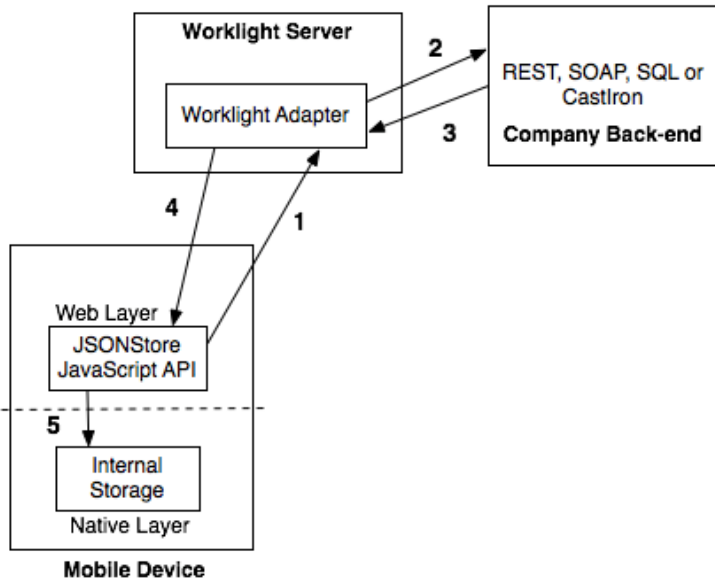 Worklight Server
Worklight Adapter
2
REST, SOAP, SQL or
CastIron
Company Back-end
3
4
1
Web Layer
JSONStore
JavaScript API
5
Internal
Storage
Native Layer
Mobile Device